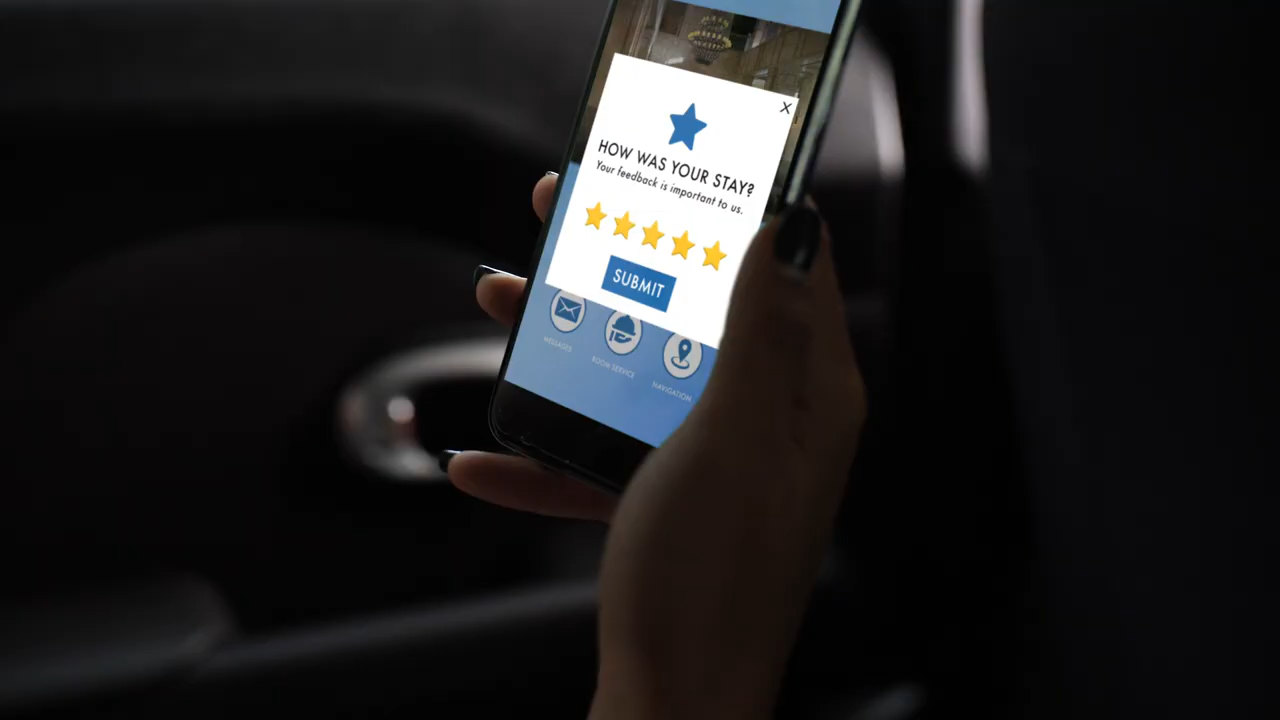 HOW WAS YOUR STAY?
Your feedback is important to us.
SUBMIT
MESSAGES
ROOM SERVICE
NAVIGATION